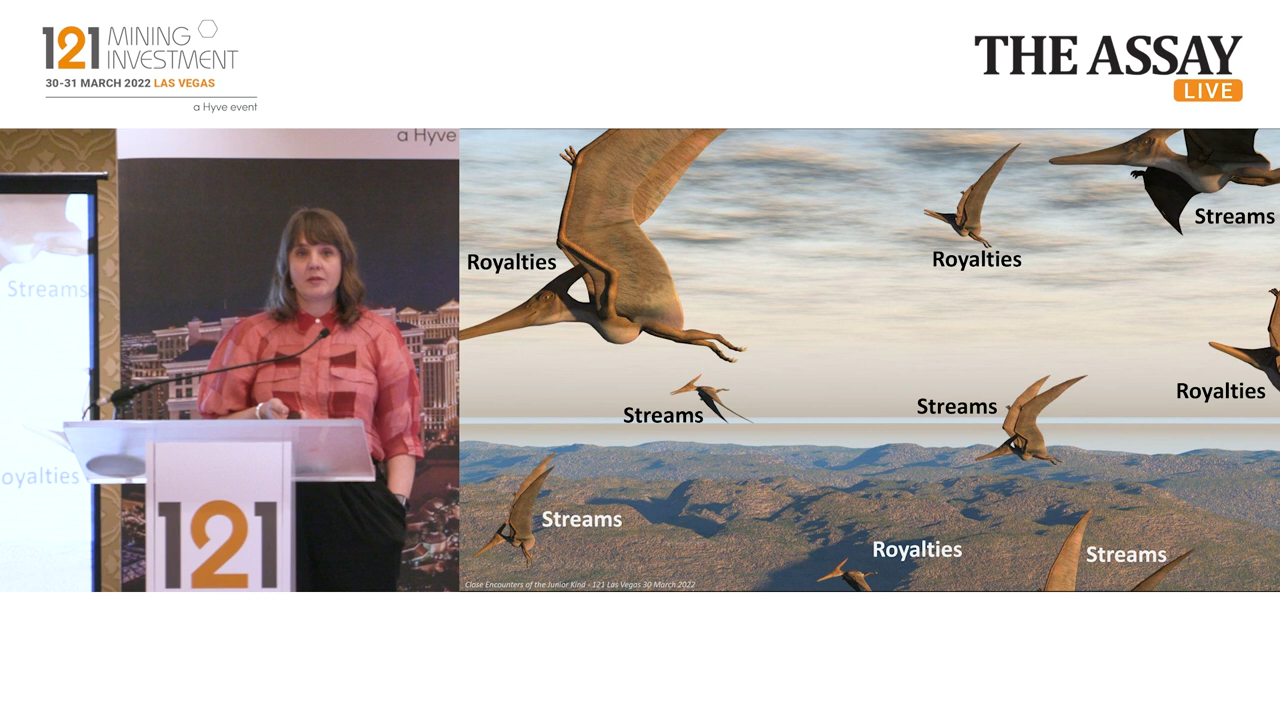 121 MINING
INVESTMENT
30-31 MARCH 2022 LAS VEGAS
a Hyve event
THE ASSAY
LIVE
a Hyve
Streams
oyalties
121
Royalties
Royalties
Streams
Streams
Streams
Royalties
Streams
Royalties
Streams
Close Encounters of the Junior Kind - 121 Las Vegas 30 March 2022